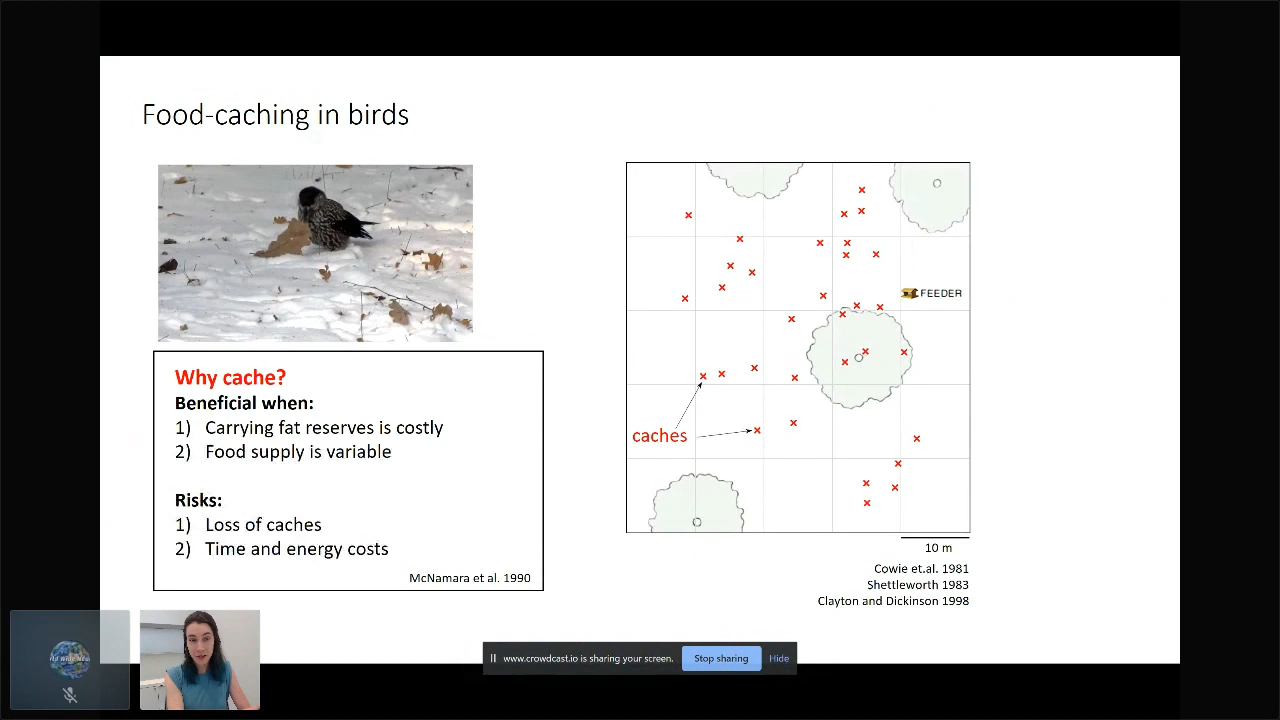 Food-caching in birds
Why cache?
Beneficial when:
1) Carrying fat reserves is costly
2) Food supply is variable
Risks:
1) Loss of caches
2) Time and energy costs
McNamara et al. 1990
FEEDER
caches
10 m
Cowie et.al. 1981
Shettleworth 1983
Clayton and Dickinson 1998
www.crowdcast.io is sharing your screen.
Stop sharing
Hide